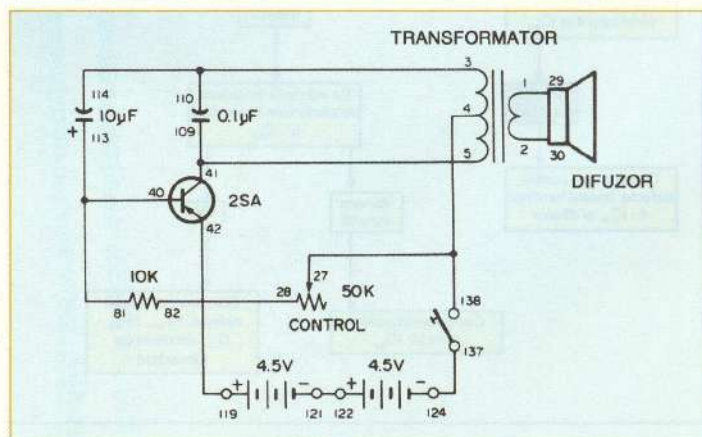 TRANSFORMATOR
3
114
10µF
+
113
110
0.1µF
109
4
1
29
5
2
30
DIFUZOR
41
40
2SA
42
10K
81
82
27
28
50K
CONTROL
138
137
4.5V
4.5V
+
-
+
-
119
121
122
124